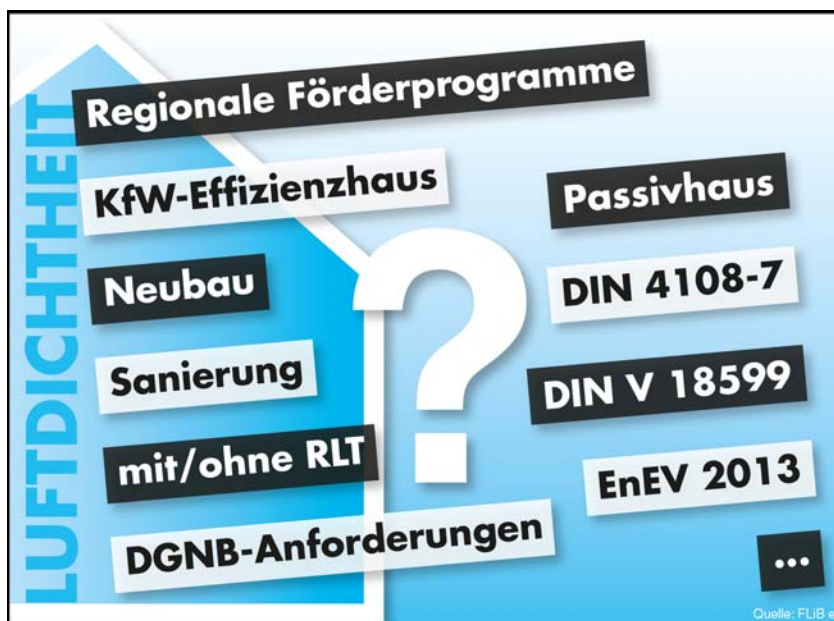 LUFTDICHTHEIT
Regionale Förderprogramme
KfW-Effizienzhaus
Neubau
Sanierung
mit/ohne RLT
DGNB-Anforderungen
?
Passivhaus
DIN 4108-7
DIN V 18599
EnEV 2013
...
Quelle: FLiB e